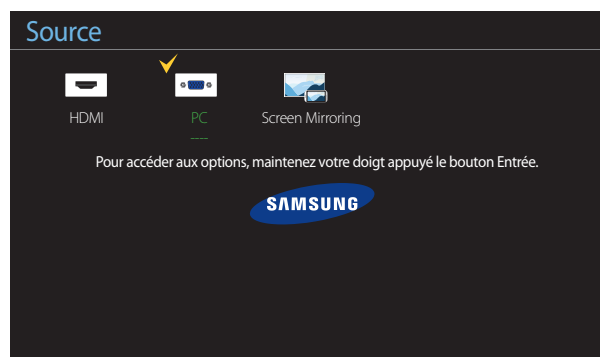 Source
HDMI PC Screen Mirroring
----
Pour accéder aux options, maintenez votre doigt appuyé le bouton Entrée.
SAMSUNG